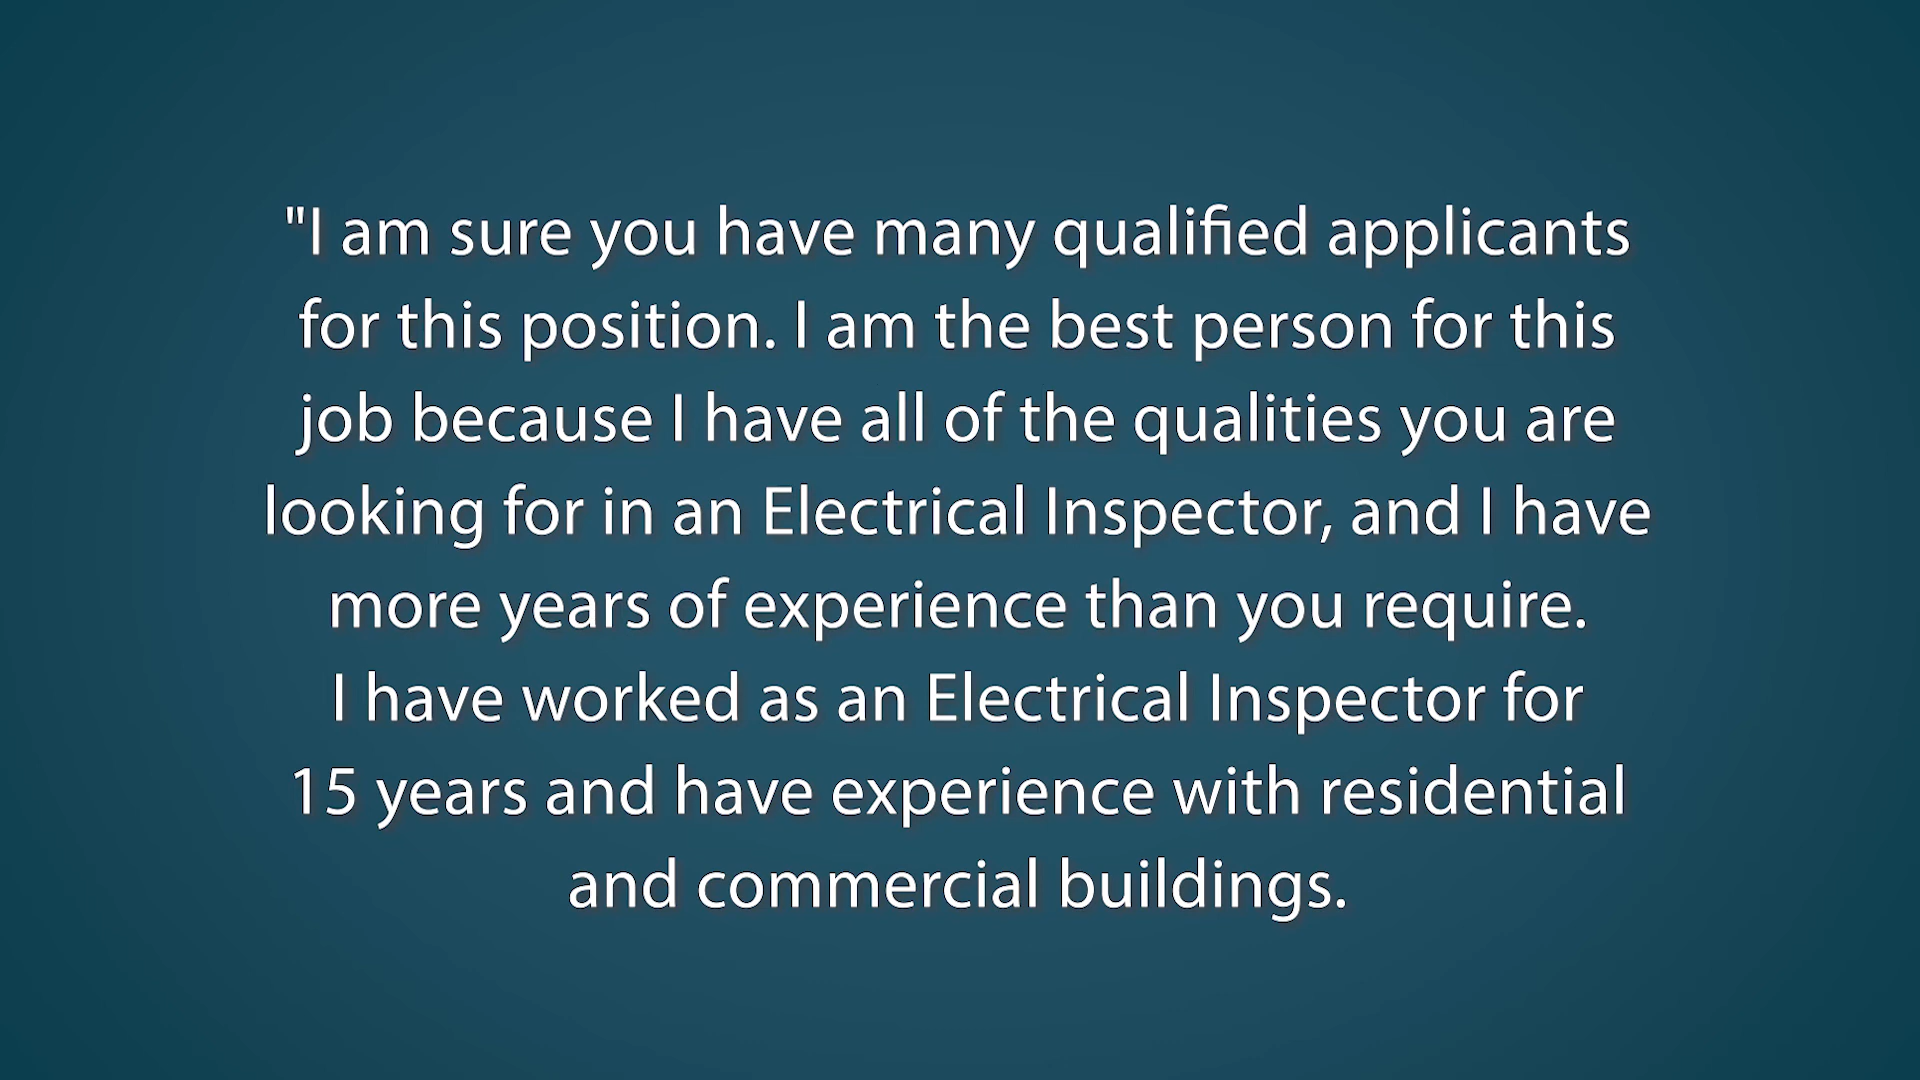 "I am sure you have many qualified applicants
for this position. I am the best person for this
job because I have all of the qualities you are
looking for in an Electrical Inspector, and I have
more years of experience than you require.
I have worked as an Electrical Inspector for
15 years and have experience with residential
and commercial buildings.